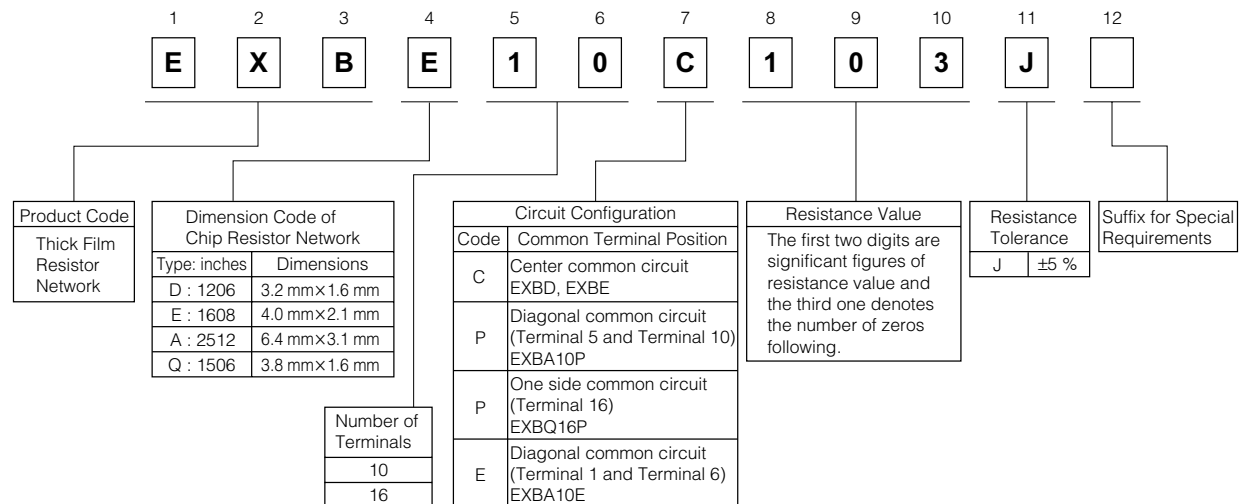 1 2 3 4 5 6 7 8 9 10 11 12
E X B E 1 0 C 1 0 3 J
Product Code
Thick Film
Resistor
Network
Dimension Code of
Chip Resistor Network
Type: inches Dimensions
D : 1206 3.2 mm×1.6 mm
E : 1608 4.0 mm×2.1 mm
A : 2512 6.4 mm×3.1 mm
Q : 1506 3.8 mm×1.6 mm
Number of
Terminals
10
16
Circuit Configuration
Code Common Terminal Position
C Center common circuit
EXBD, EXBE
P Diagonal common circuit
(Terminal 5 and Terminal 10)
EXBA10P
P One side common circuit
(Terminal 16)
EXBQ16P
E Diagonal common circuit
(Terminal 1 and Terminal 6)
EXBA10E
Resistance Value
The first two digits are
significant figures of
resistance value and
the third one denotes
the number of zeros
following.
Resistance
Tolerance
J ±5 %
Suffix for Special
Requirements